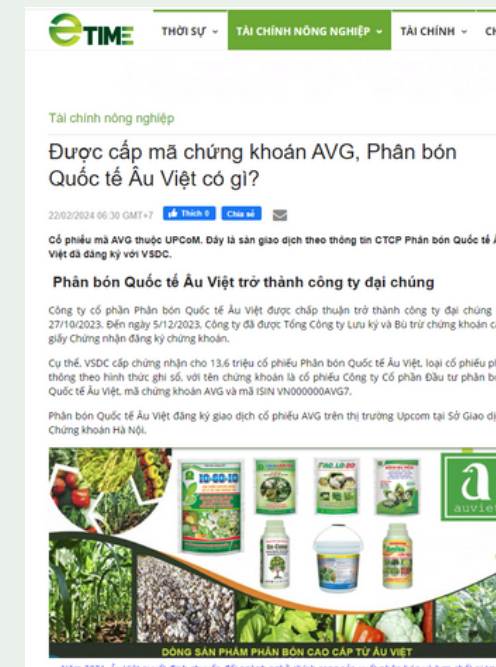 eTIME THỜI SỰ TÀI CHÍNH NÔNG NGHIỆP TÀI CHÍNH
Tài chính nông nghiệp
Được cấp mã chứng khoán AVG, Phân bón
Quốc tế Âu Việt có gì?
22/02/2024 06:30 GMT+7 Thích 0 Chia sẻ
Cổ phiếu mã AVG thuộc UPCoM. Đây là sàn giao dịch theo thông tin CTCP Phân bón Quốc tế
Việt đã đăng ký với VSDC.
Phân bón Quốc tế Âu Việt trở thành công ty đại chúng
Công ty cổ phần Phân bón Quốc tế Âu Việt được chấp thuận trở thành công ty đại chúng
27/10/2023. Đến ngày 5/12/2023, Công ty đã được Tổng Công ty Lưu ký và Bù trừ chứng khoán
giấy Chứng nhận đăng ký chứng khoán.
Cụ thể, VSDC cấp chứng nhận cho 13,6 triệu cổ phiếu Phân bón Quốc tế Âu Việt, loại cổ phiếu
thông theo hình thức ghi sổ, với tên chứng khoán là cổ phiếu Công ty Cổ phần Đầu tư phân
Quốc tế Âu Việt, mã chứng khoán AVG và mã ISIN VN000000AVG7.
Phân bón Quốc tế Âu Việt đăng ký giao dịch cổ phiếu AVG trên thị trường Upcom tại Sở Giao
Chứng khoán Hà Nội.
10-50-10
a
auviet
DÒNG SẢN PHẨM PHÂN BÓN CAO CẤP TỪ ÂU VIỆT